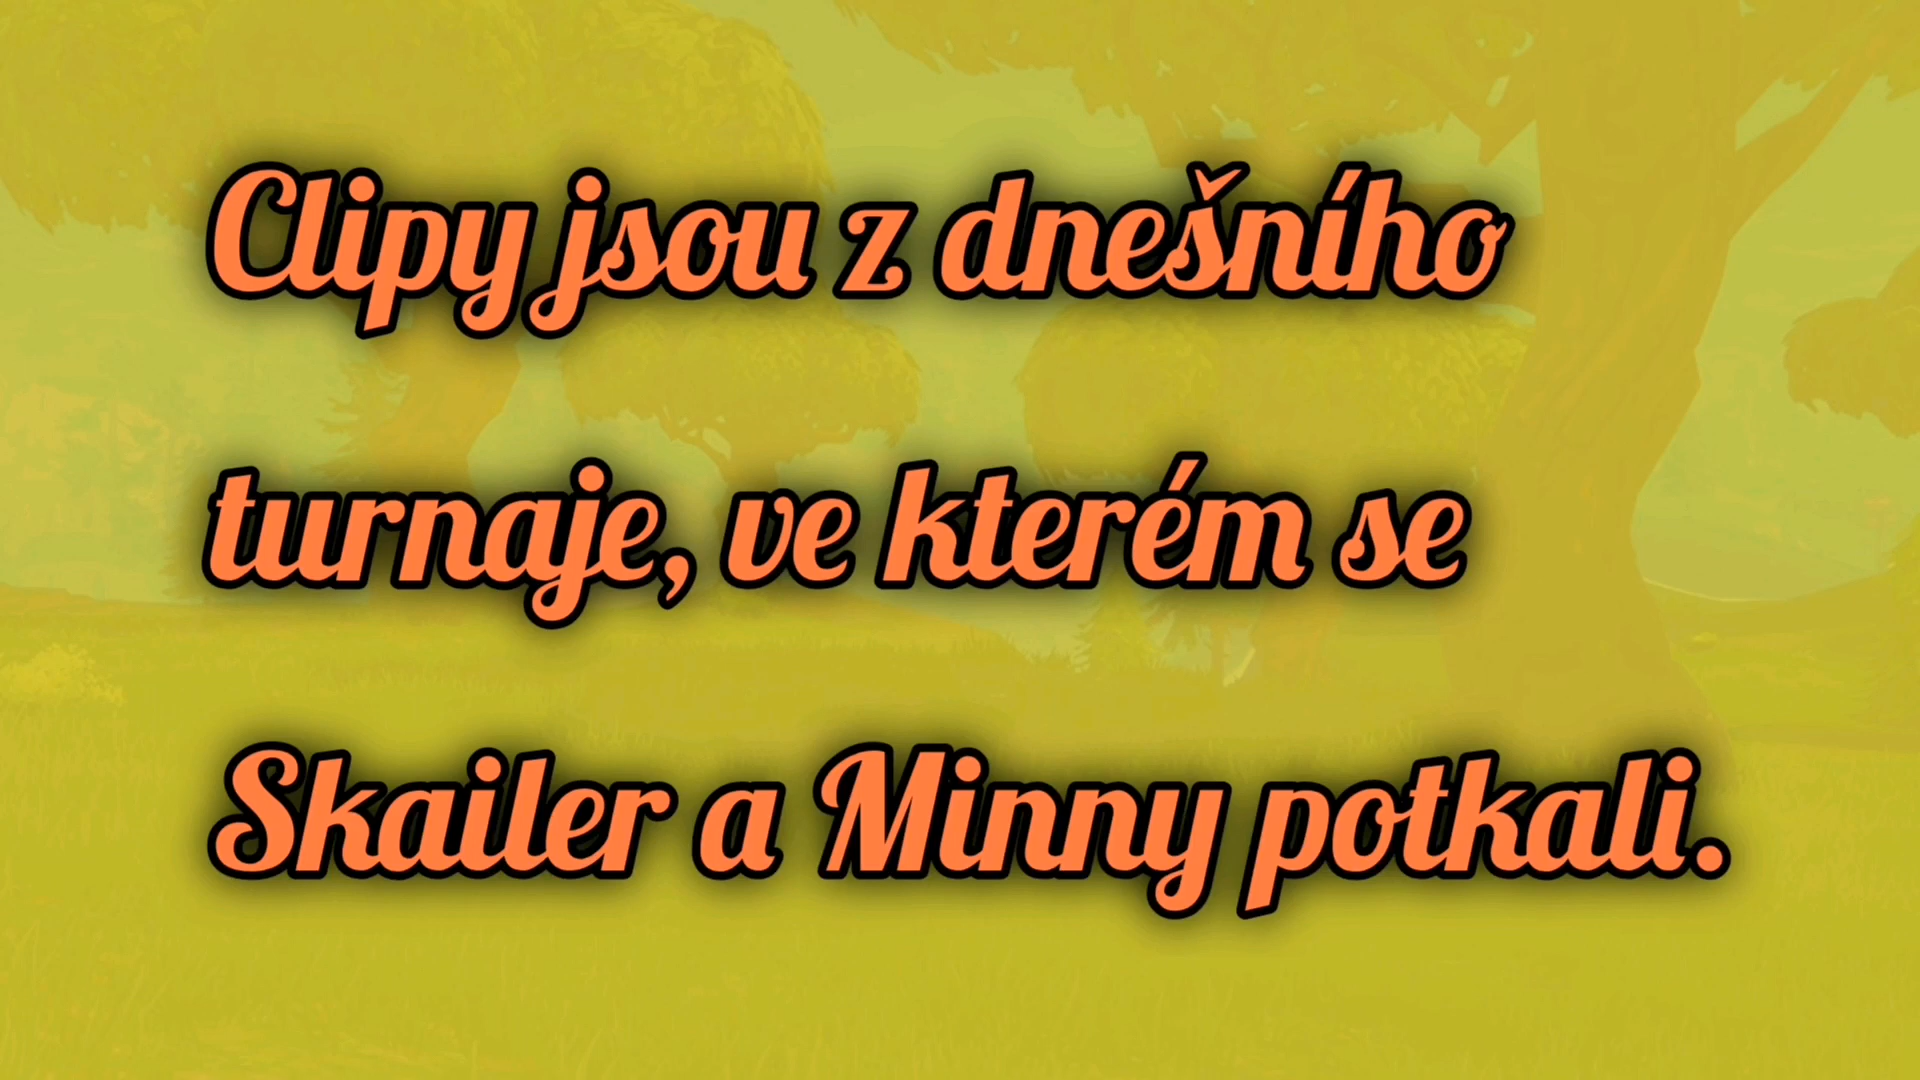 Clipy jsou z dnešního
turnaje, ve kterém se
Skailer a Minny potkali.